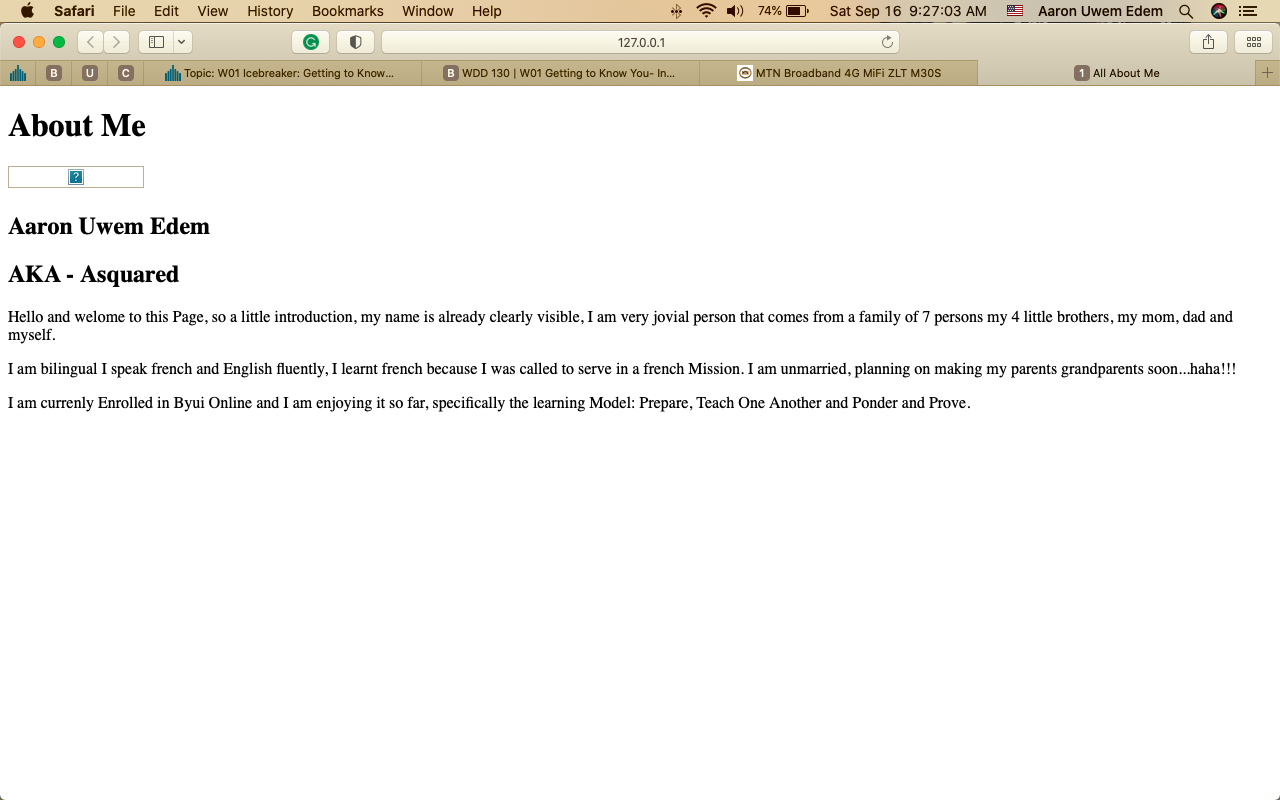 Safari File Edit View History Bookmarks Window Help 74% Sat Sep 16 9:27:03 AM Aaron Uwem Edem
127.0.0.1
B U C Topic: W01 Icebreaker: Getting to Know... B WDD 130 | W01 Getting to Know You- In... MTN Broadband 4G MiFi ZLT M30S 1 All About Me
About Me
?
Aaron Uwem Edem
AKA - Asquared
Hello and welome to this Page, so a little introduction, my name is already clearly visible, I am very jovial person that comes from a family of 7 persons my 4 little brothers, my mom, dad and
myself.
I am bilingual I speak french and English fluently, I learnt french because I was called to serve in a french Mission. I am unmarried, planning on making my parents grandparents soon...haha!!!
I am currenly Enrolled in Byui Online and I am enjoying it so far, specifically the learning Model: Prepare, Teach One Another and Ponder and Prove.